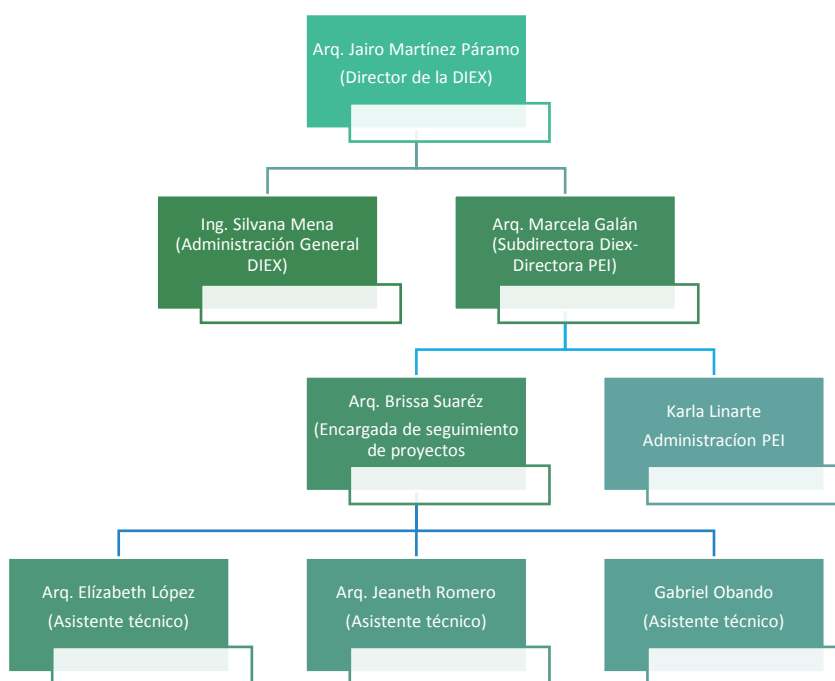 Arq. Jairo Martínez Páramo
(Director de la DIEX)
Ing. Silvana Mena
(Administración General
DIEX)
Arq. Marcela Galán
(Subdirectora Diex-
Directora PEI)
Arq. Brissa Suaréz
(Encargada de seguimiento
de proyectos
Karla Linarte
Administracíon PEI
Arq. Elízabeth López
(Asistente técnico)
Arq. Jeaneth Romero
(Asistente técnico)
Gabriel Obando
(Asistente técnico)